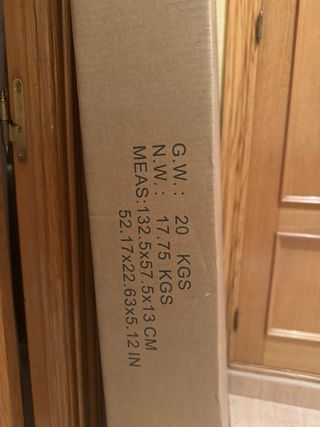 G.W.: 20 KGS
N.W.: 17.75 KGS
MEAS:132.5x57.5x13 CM
52.17x22.63x5.12 IN